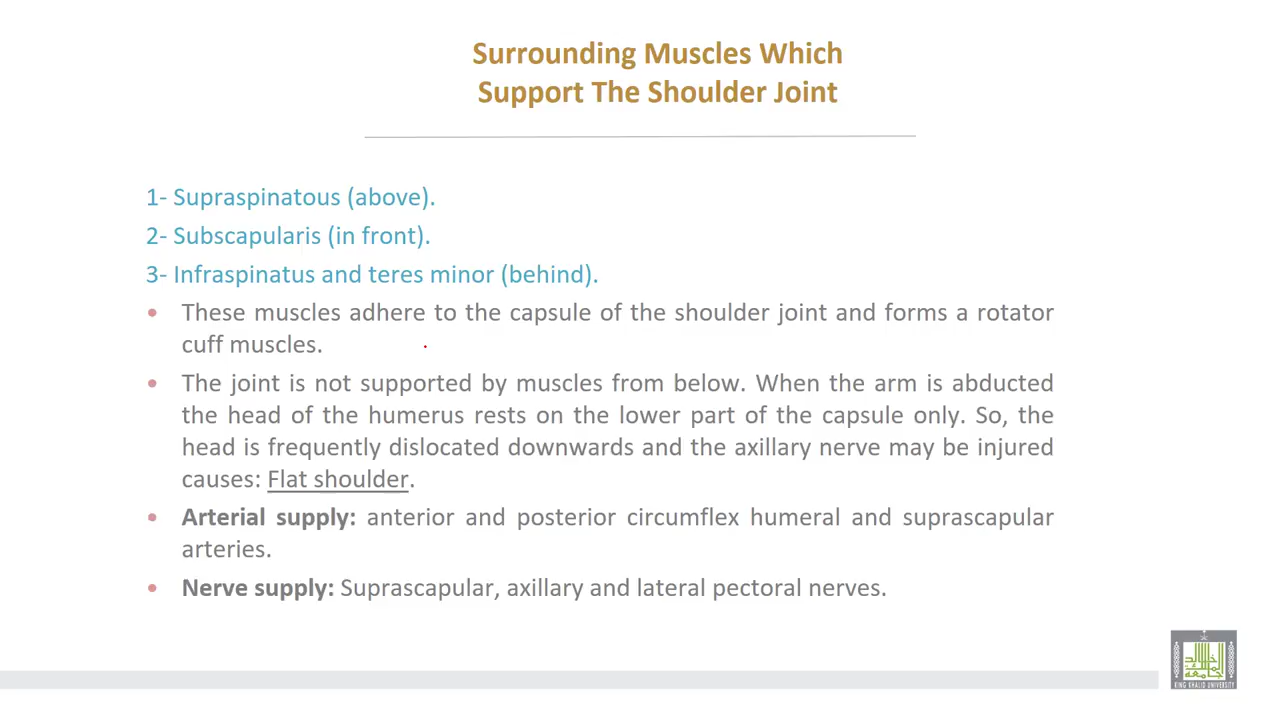 Surrounding Muscles Which
Support The Shoulder Joint
1- Supraspinatous (above).
2- Subscapularis (in front).
3- Infraspinatus and teres minor (behind).
• These muscles adhere to the capsule of the shoulder joint and forms a rotator
cuff muscles.
• The joint is not supported by muscles from below. When the arm is abducted
the head of the humerus rests on the lower part of the capsule only. So, the
head is frequently dislocated downwards and the axillary nerve may be injured
causes: Flat shoulder.
• Arterial supply: anterior and posterior circumflex humeral and suprascapular
arteries.
• Nerve supply: Suprascapular, axillary and lateral pectoral nerves.
KING KHALID UNIVERSITY